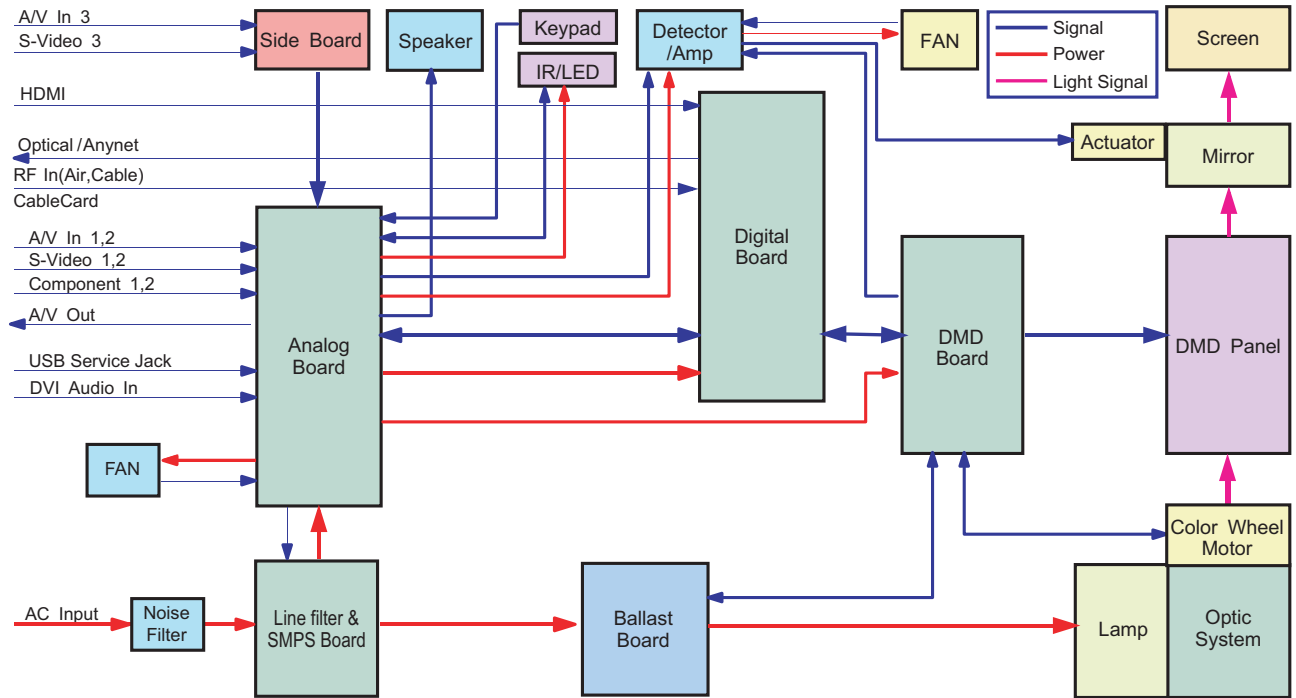 A/V In 3
S-Video 3
Side Board
Speaker
Keypad
IR/LED
Detector
/Amp
FAN
Signal
Power
Light Signal
Screen
HDMI
Optical/Anynet
RF In(Air,Cable)
CableCard
Actuator
Mirror
A/V In 1,2
S-Video 1,2
Component 1,2
A/V Out
USB Service Jack
DVI Audio In
Analog
Board
Digital
Board
DMD
Board
DMD Panel
FAN
Color Wheel
Motor
AC Input
Noise
Filter
Line filter &
SMPS Board
Ballast
Board
Lamp
Optic
System